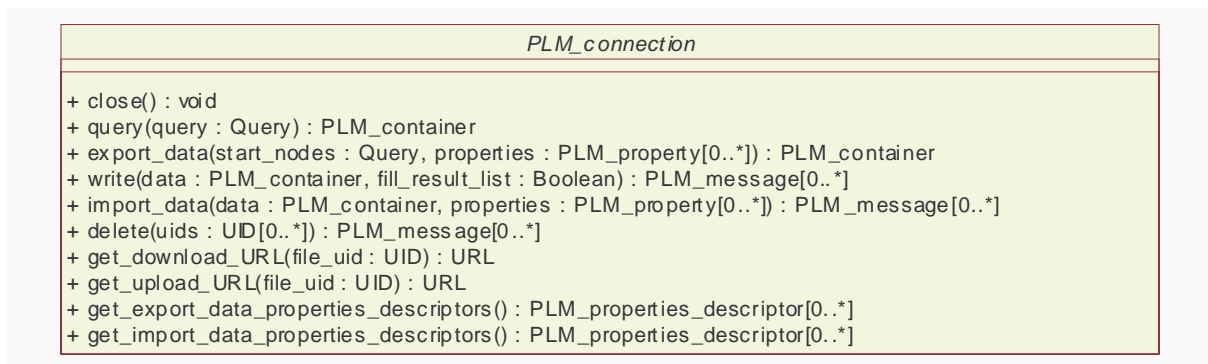 PLM_connection
+ close() : void
+ query(query : Query) : PLM_container
+ export_data(start_nodes : Query, properties : PLM_property[0..*]) : PLM_container
+ write(data : PLM_container, fill_result_list : Boolean) : PLM_message[0..*]
+ import_data(data : PLM_container, properties : PLM_property[0..*]) : PLM_message[0..*]
+ delete(uids : UID[0..*]) : PLM_message[0..*]
+ get_download_URL(file_uid : UID) : URL
+ get_upload_URL(file_uid : UID) : URL
+ get_export_data_properties_descriptors() : PLM_properties_descriptor[0..*]
+ get_import_data_properties_descriptors() : PLM_properties_descriptor[0..*]